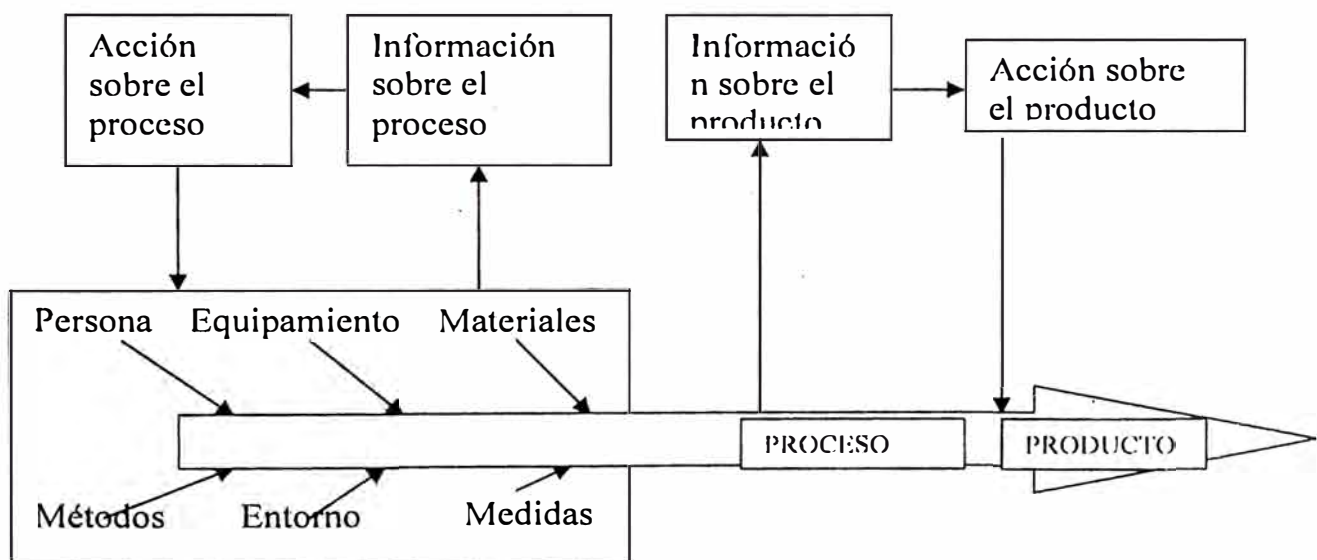 Acción
sobre el
proceso
Información
sobre el
proceso
Informació
n sobre el
producto
Acción sobre
el producto
Persona Equipamiento Materiales
PROCESO
PRODUCTO
Métodos Entorno Medidas